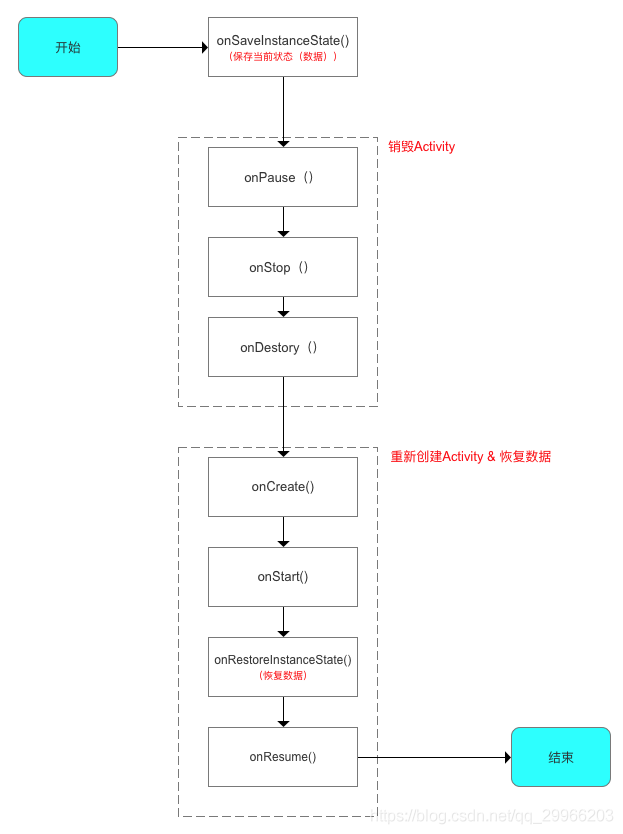 开始
onSaveInstanceState()
(保存当前状态（数据）)
销毁Activity
onPause（）
onStop（）
onDestory（）
重新创建Activity & 恢复数据
onCreate()
onStart()
onRestoreInstanceState()
(恢复数据)
onResume()
结束
https://blog.csdn.net/qq_29966203